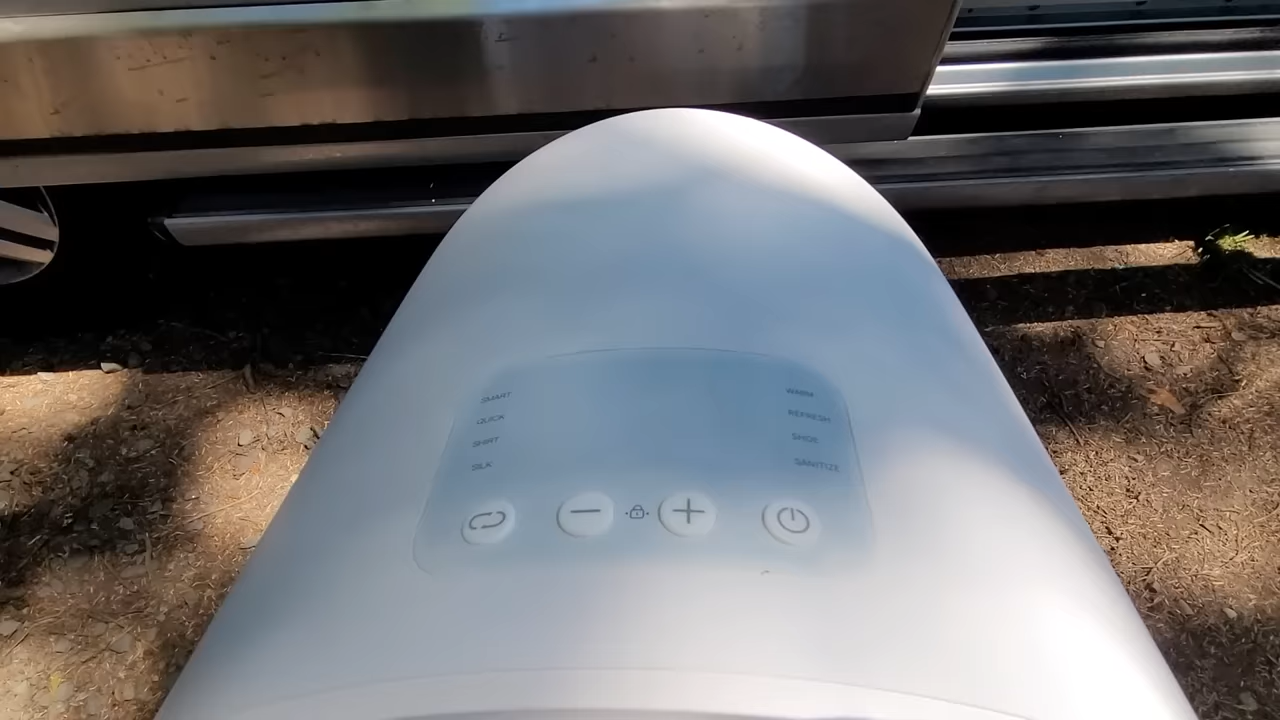 SMART
QUICK
SHIRT
SILK
WARM
REFRESH
SHOE
SANITIZE